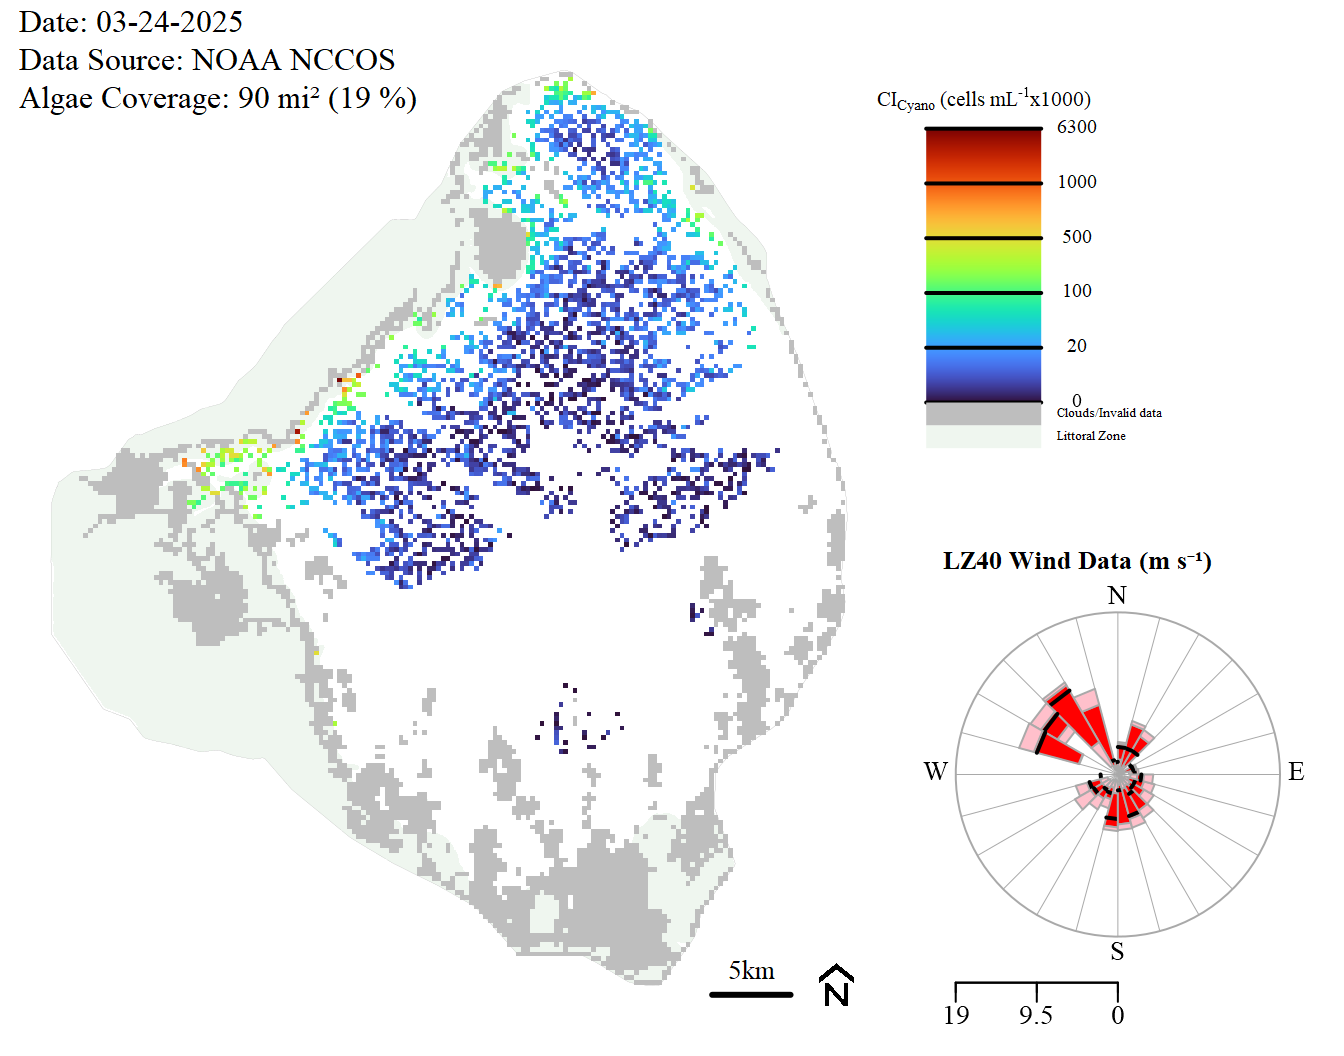 Date: 03-24-2025
Data Source: NOAA NCCOS
Algae Coverage: 90 mi² (19 %)
CICyano (cells mL⁻¹x1000)
6300
1000
500
100
20
0
Clouds/Invalid data
Littoral Zone
LZ40 Wind Data (m s⁻¹)
N
W
E
S
5km
N
19
9.5
0